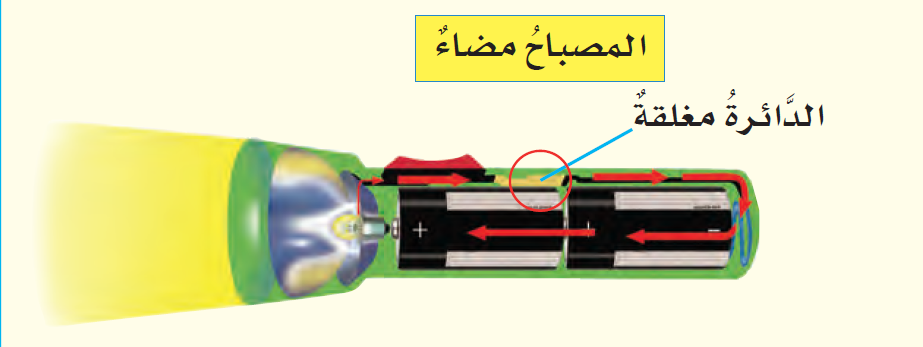 المصباحُ مضاءٌ
الدَّائرةُ مغلقةٌ
+
+ -